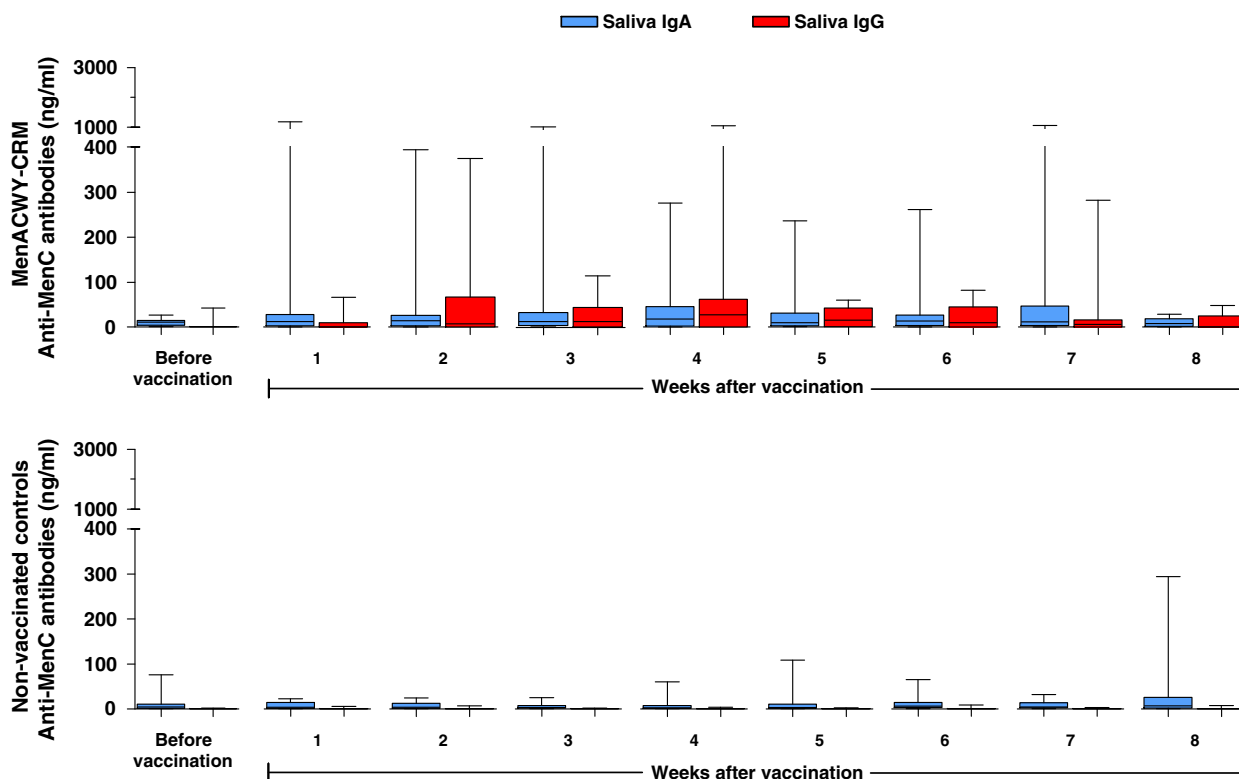 Saliva IgA Saliva IgG
MenACWY-CRM
Anti-MenC antibodies (ng/ml)
3000
1000
400
300
200
100
0
Before
vaccination
1 2 3 4 5 6 7 8
Weeks after vaccination
Non-vaccinated controls
Anti-MenC antibodies (ng/ml)
3000
1000
400
300
200
100
0
Before
vaccination
1 2 3 4 5 6 7 8
Weeks after vaccination